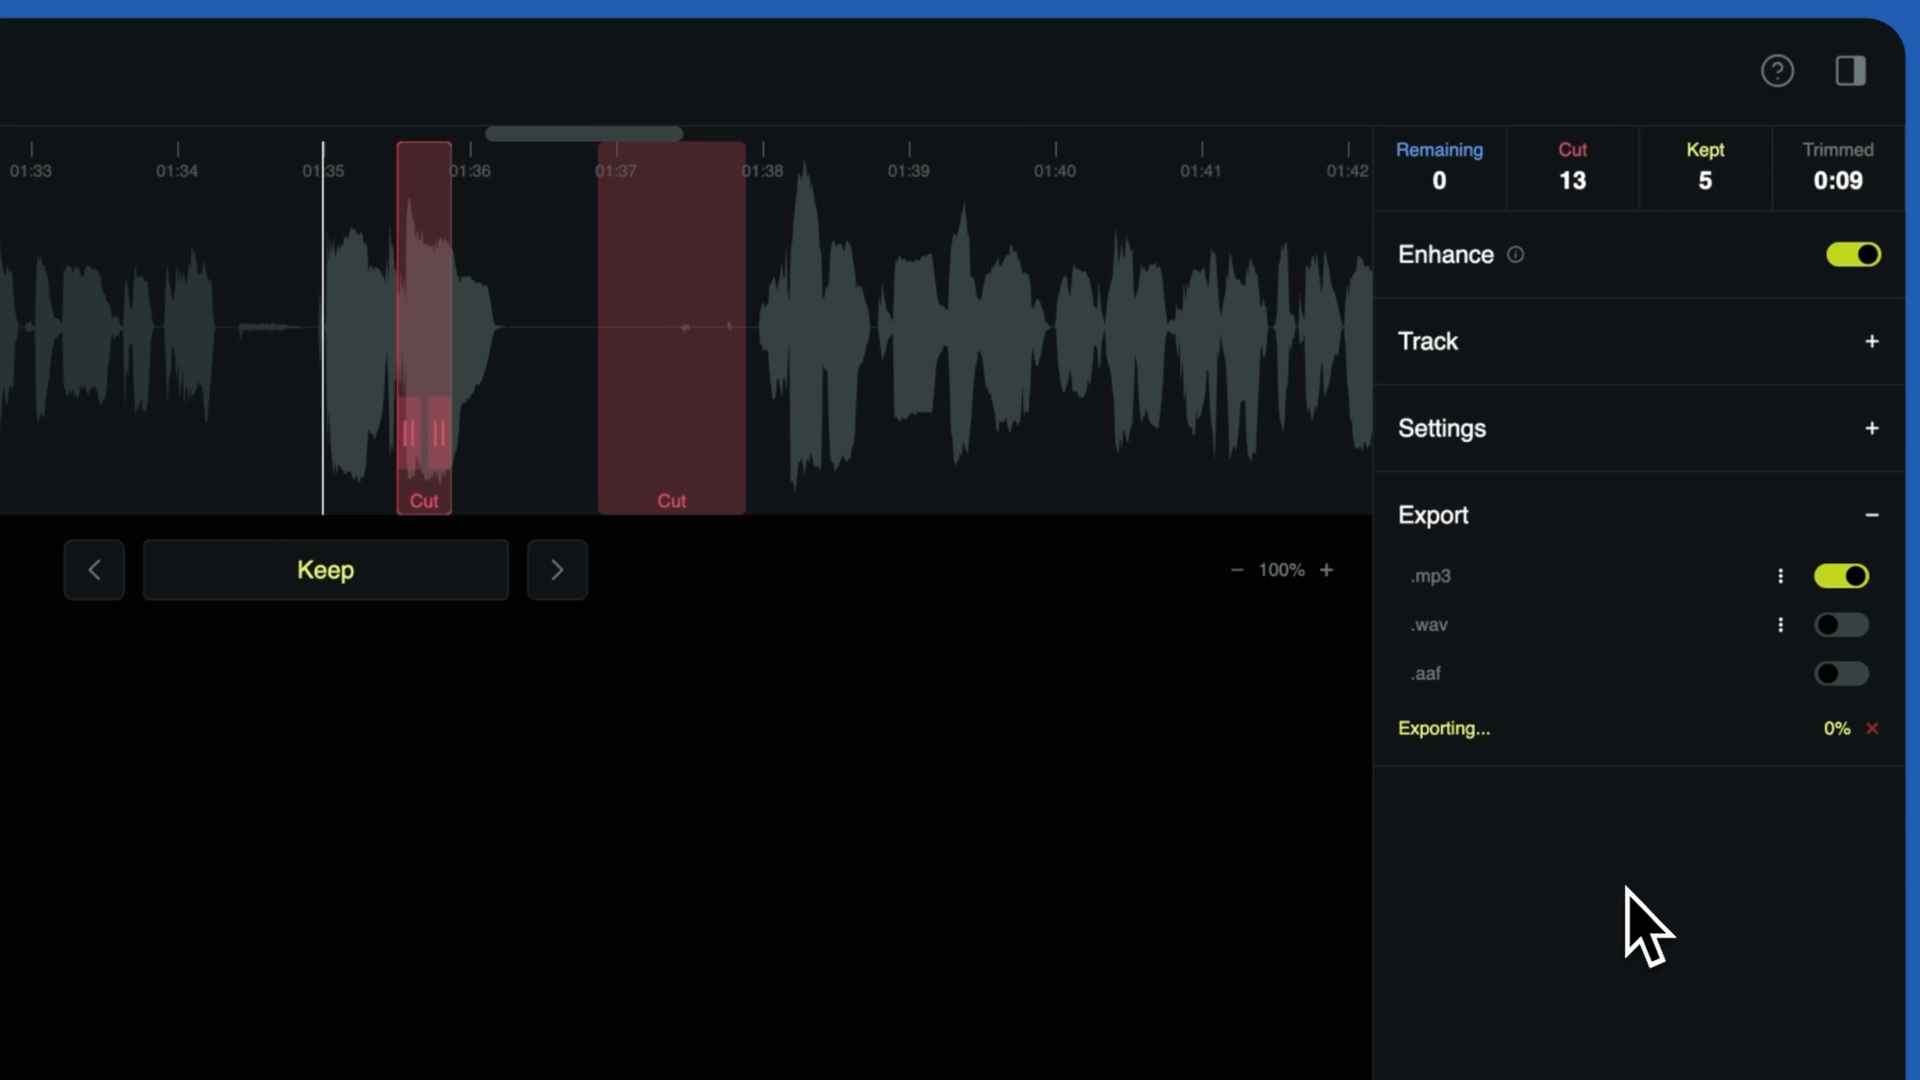 01:33 01:34 01:35 01:36 01:37 01:38 01:39 01:40 01:41 01:42
Cut
Cut
Keep
100%
Remaining Cut Kept Trimmed
0 13 5 0:09
Enhance
Track
Settings
Export
.mp3
.wav
.aaf
Exporting... 0%